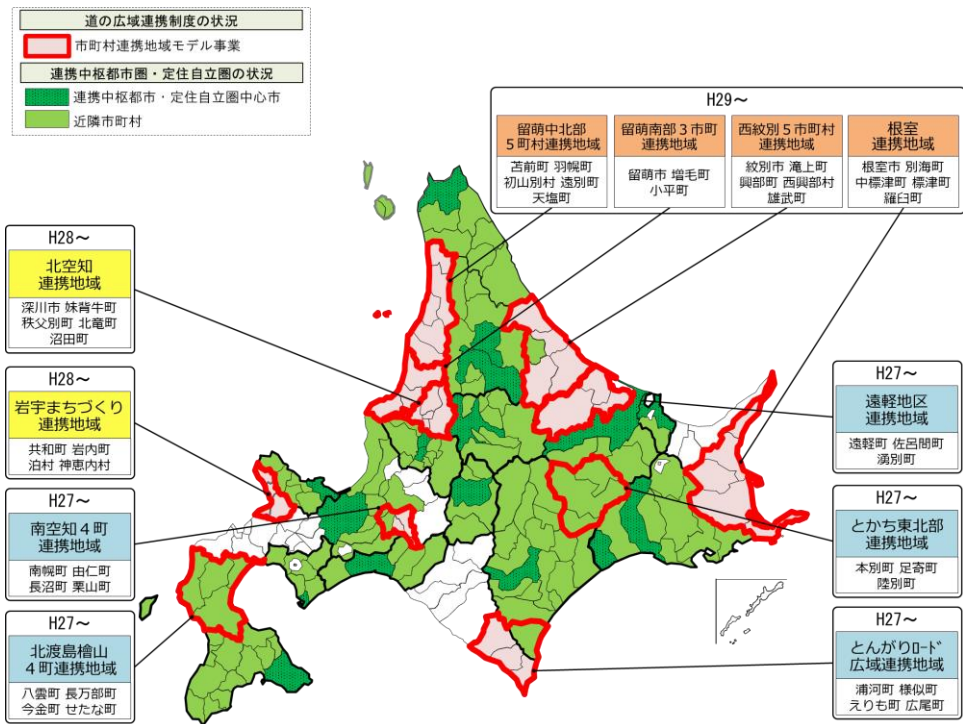 道の広域連携制度の状況
市町村連携地域モデル事業
連携中枢都市圏・定住自立圏の状況
連携中枢都市・定住自立圏中心市
近隣市町村
H29～
留萌中北部
5町村連携地域
苫前町 羽幌町
初山別村 遠別町
天塩町
留萌南部3市町
連携地域
留萌市 増毛町
小平町
西紋別5市町村
連携地域
紋別市 滝上町
興部町 西興部村
雄武町
根室
連携地域
根室市 別海町
中標津町 標津町
羅臼町
H28～
北空知
連携地域
深川市 妹背牛町
秩父別町 北竜町
沼田町
H28～
岩宇まちづくり
連携地域
共和町 岩内町
泊村 神恵内村
H27～
南空知4町
連携地域
南幌町 由仁町
長沼町 栗山町
H27～
北渡島檜山
4町連携地域
八雲町 長万部町
今金町 せたな町
H27～
遠軽地区
連携地域
遠軽町 佐呂間町
湧別町
H27～
とかち東北部
連携地域
本別町 足寄町
陸別町
H27～
とんがりﾛｰﾄﾞ
広域連携地域
浦河町 様似町
えりも町 広尾町